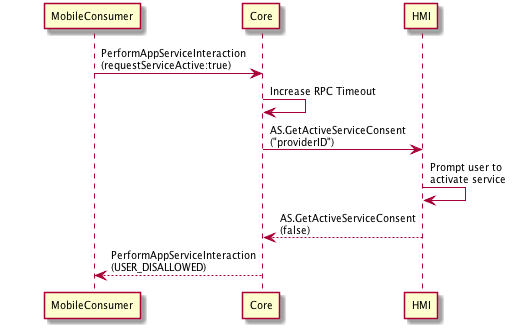 MobileConsumer
Core
HMI
PerformAppServiceInteraction
(requestServiceActive:true)
Increase RPC Timeout
AS.GetActiveServiceConsent
("providerID")
Prompt user to
activate service
AS.GetActiveServiceConsent
(false)
PerformAppServiceInteraction
(USER_DISALLOWED)
MobileConsumer
Core
HMI